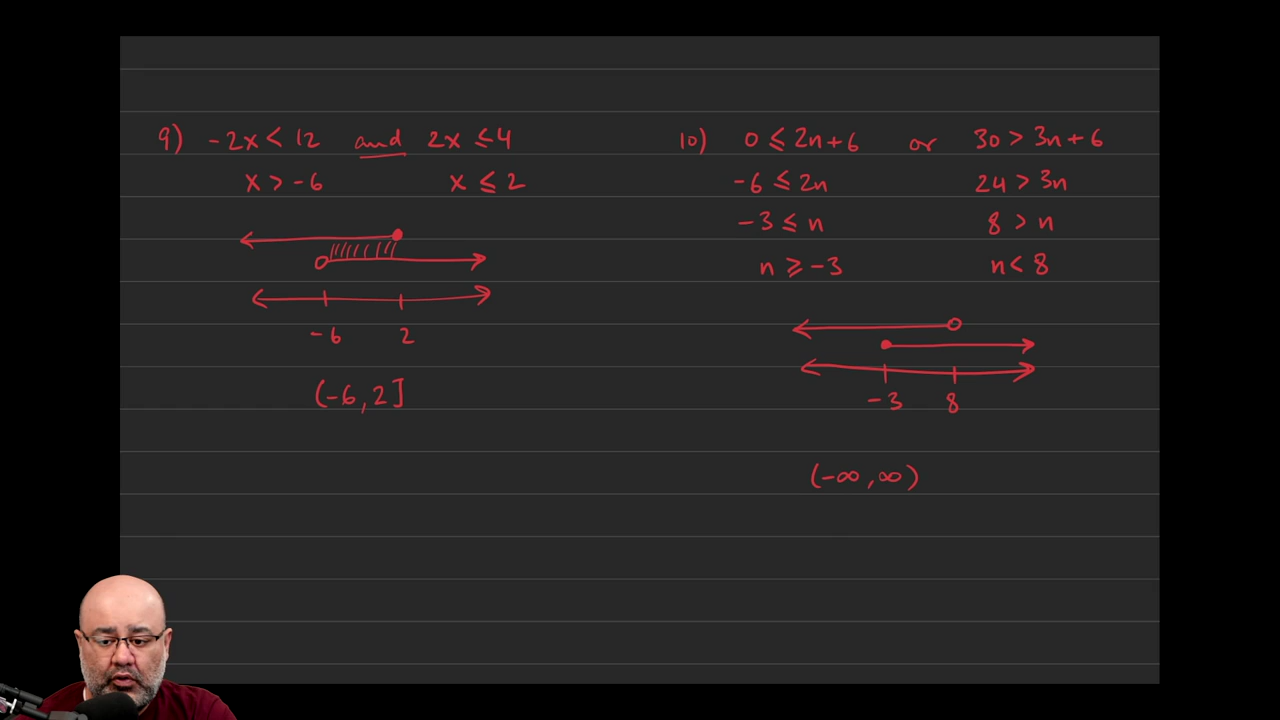 9) -2x < 12 and 2x ≤ 4
x > -6 x ≤ 2
-6 2
(-6, 2]
10) 0 ≤ 2n+6 or 30 > 3n+6
-6 ≤ 2n 24 > 3n
-3 ≤ n 8 > n
n ≥ -3 n < 8
-3 8
(-∞, ∞)